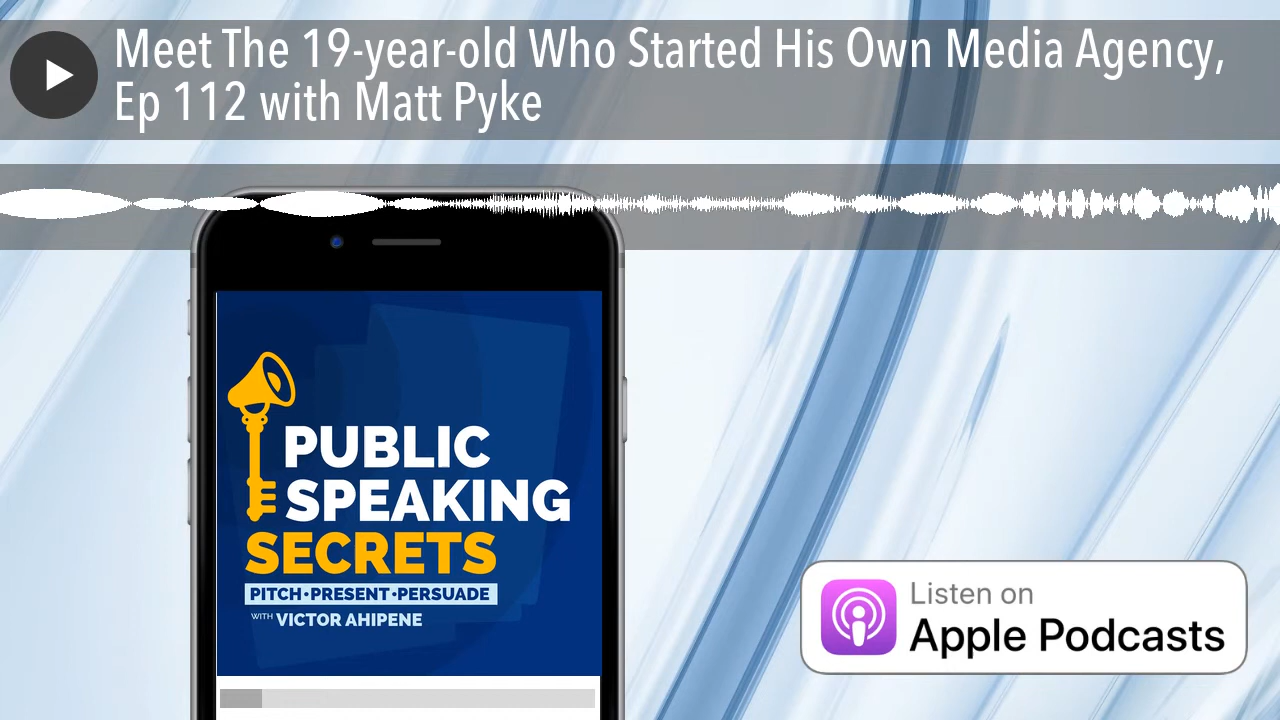 Meet The 19-year-old Who Started His Own Media Agency,
Ep 112 with Matt Pyke
PUBLIC
SPEAKING
SECRETS
PITCH•PRESENT•PERSUADE
WITH VICTOR AHIPENE
Listen on
Apple Podcasts